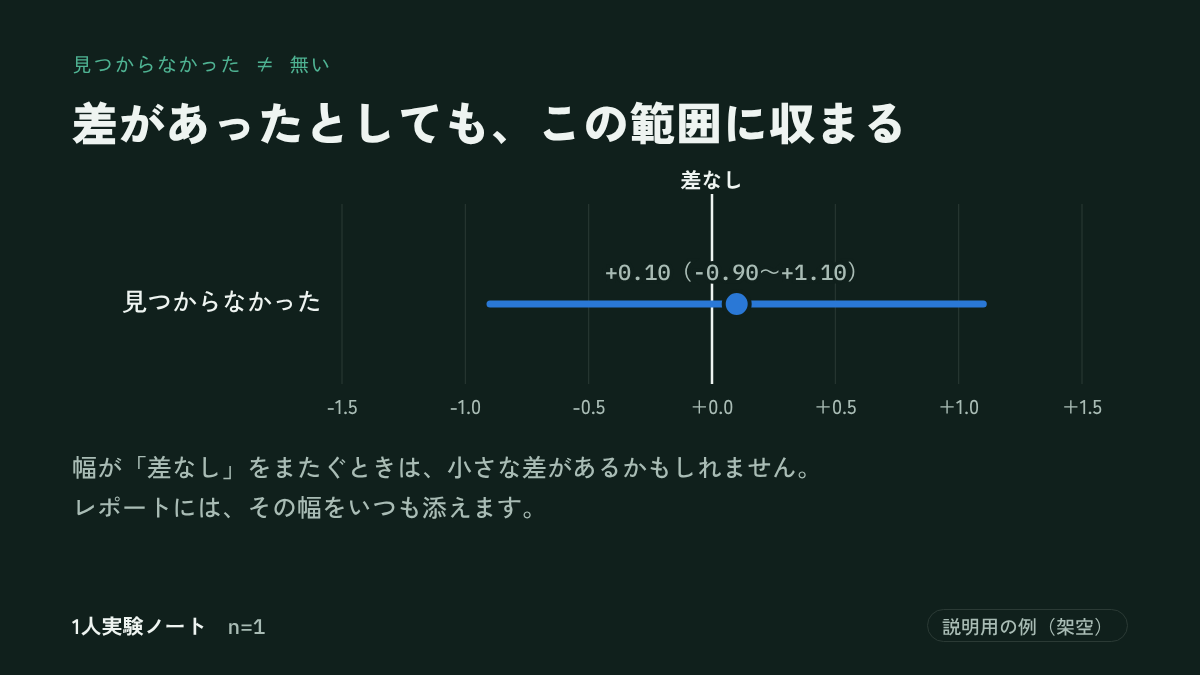 見つからなかった ≠ 無い
差があったとしても、この範囲に収まる
差なし
+0.10（-0.90〜+1.10）
見つからなかった
-1.5 -1.0 -0.5 +0.0 +0.5 +1.0 +1.5
幅が「差なし」をまたぐときは、小さな差があるかもしれません。
レポートには、その幅をいつも添えます。
1人実験ノート n=1
説明用の例（架空）